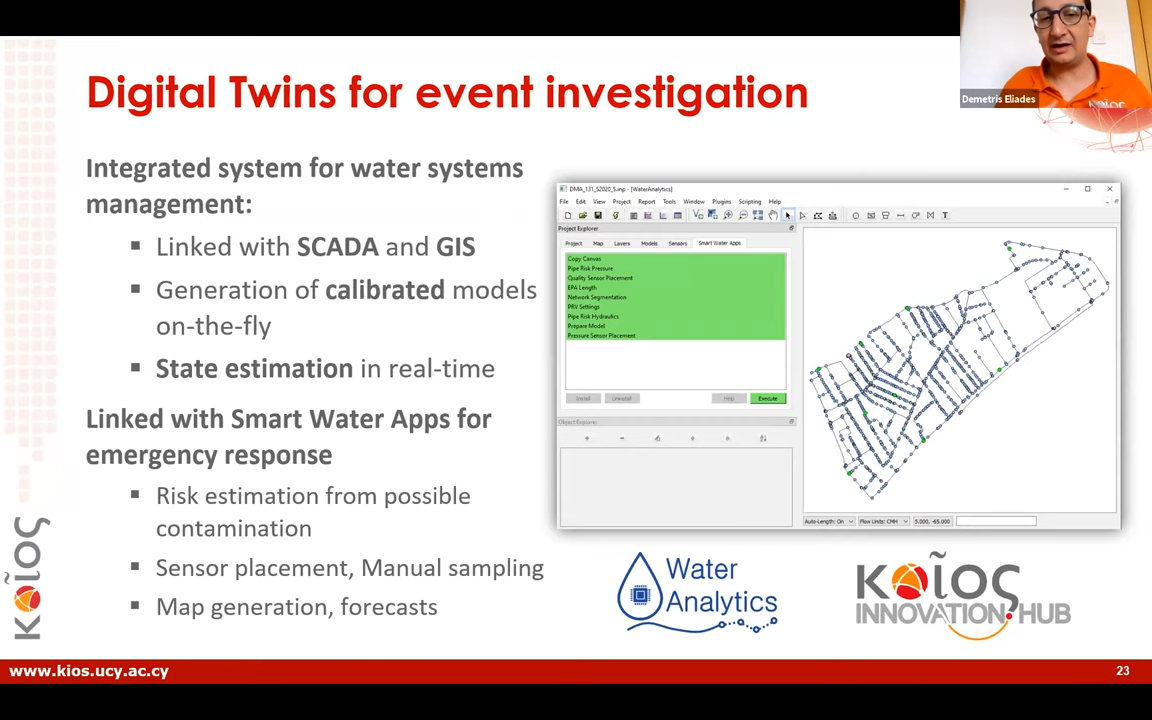 Digital Twins for event investigation
Demetris Eliades
κοίος
Integrated system for water systems
management:
▪ Linked with SCADA and GIS
▪ Generation of calibrated models
on-the-fly
▪ State estimation in real-time
Linked with Smart Water Apps for
emergency response
▪ Risk estimation from possible
contamination
▪ Sensor placement, Manual sampling
▪ Map generation, forecasts
DMA_131_S2020_S.inp - [WaterAnalytics]
File Edit View Project Report Tools Window Plugins Scripting Help
Project Explorer
Project Map Layers Models Sensors Smart Water Apps
Copy Canvas
Pipe Risk Pressure
Quality Sensor Placement
EPA Length
Network Segmentation
PRV Settings
Pipe Risk Hydraulics
Prepare Model
Pressure Sensor Placement
Install Uninstall Help Execute
Object Explorer
Auto-Length: On Flow Units: CMH 5.000, -65.000
Water
Analytics
κοῖος
INNOVATION HUB
κοῖος
www.kios.ucy.ac.cy
23